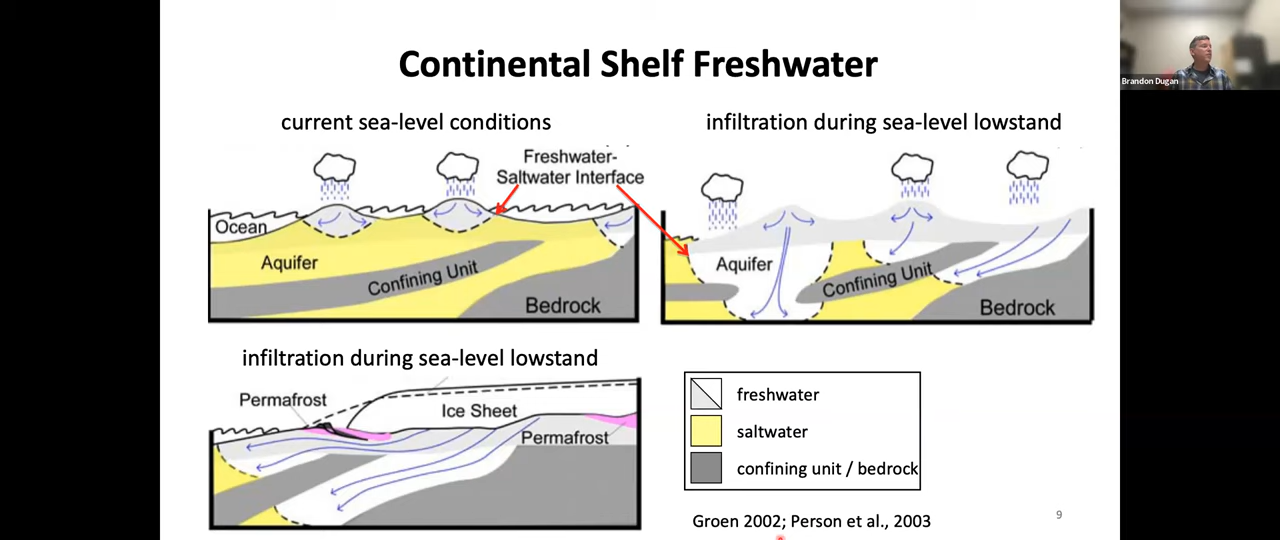 Continental Shelf Freshwater
Brandon Dugan
current sea-level conditions
infiltration during sea-level lowstand
Freshwater-
Saltwater Interface
Ocean
Aquifer
Confining Unit
Bedrock
Aquifer
Confining Unit
Bedrock
infiltration during sea-level lowstand
Permafrost
Ice Sheet
Permafrost
freshwater
saltwater
confining unit / bedrock
Groen 2002; Person et al., 2003
9